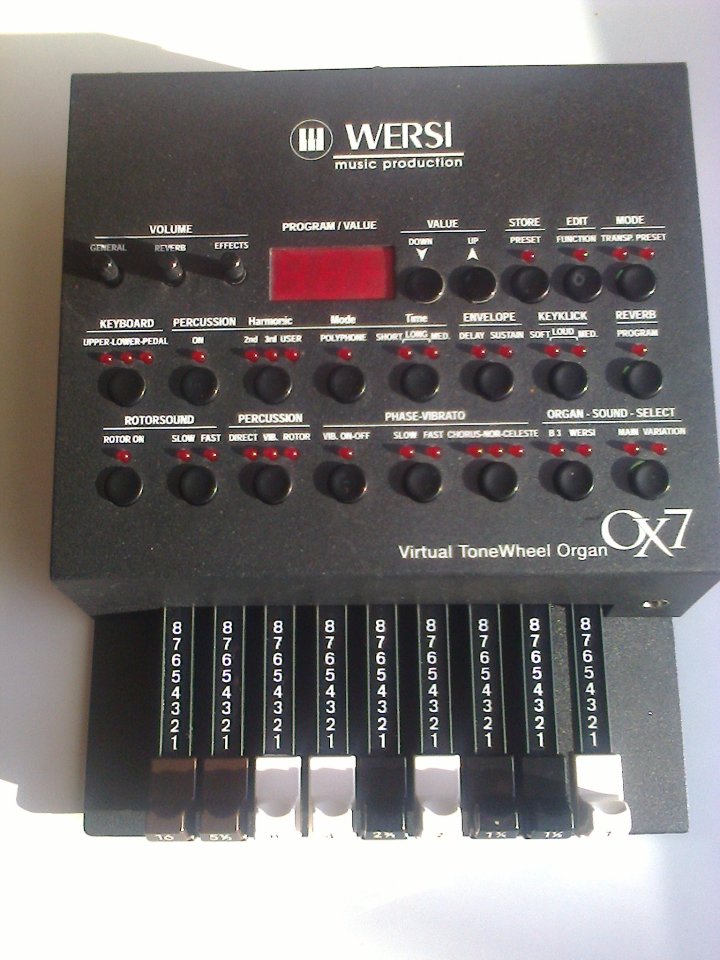 WERSI
music production
VOLUME
GENERAL REVERB EFFECTS
PROGRAM / VALUE
VALUE
DOWN UP
STORE
PRESET
EDIT
FUNCTION
MODE
TRANSP. PRESET
KEYBOARD PERCUSSION Harmonic Mode Time ENVELOPE KEYKLICK REVERB
UPPER-LOWER-PEDAL ON 2nd 3rd USER POLYPHONE SHORT LONG MED. DELAY SUSTAIN SOFT LOUD MED. PROGRAM
ROTORSOUND PERCUSSION PHASE-VIBRATO ORGAN - SOUND - SELECT
ROTOR ON SLOW FAST DIRECT VIB. ROTOR VIB. ON-OFF SLOW FAST CHORUS-NOR-CELESTE B 3 WERSI MAIN VARIATION
Virtual ToneWheel Organ OX7
8 8 8 8 8 8 8 8 8
7 7 7 7 7 7 7 7 7
6 6 6 6 6 6 6 6 6
5 5 5 5 5 5 5 5 5
4 4 4 4 4 4 4 4 4
3 3 3 3 3 3 3 3 3
2 2 2 2 2 2 2 2 2
1 1 1 1 1 1 1 1 1
16 5⅓ 4 2⅔ 2